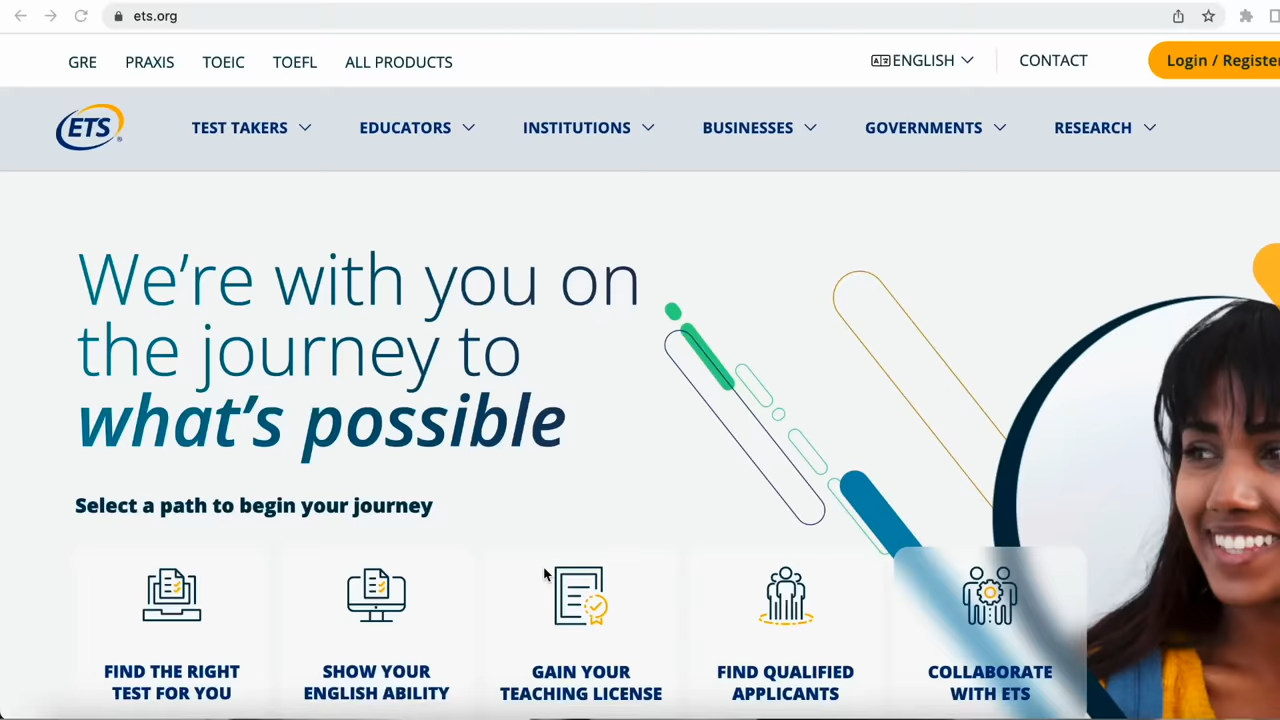 ets.org
GRE PRAXIS TOEIC TOEFL ALL PRODUCTS ENGLISH CONTACT Login / Register
ETS TEST TAKERS EDUCATORS INSTITUTIONS BUSINESSES GOVERNMENTS RESEARCH
We're with you on
the journey to
what's possible
Select a path to begin your journey
FIND THE RIGHT
TEST FOR YOU
SHOW YOUR
ENGLISH ABILITY
GAIN YOUR
TEACHING LICENSE
FIND QUALIFIED
APPLICANTS
COLLABORATE
WITH ETS